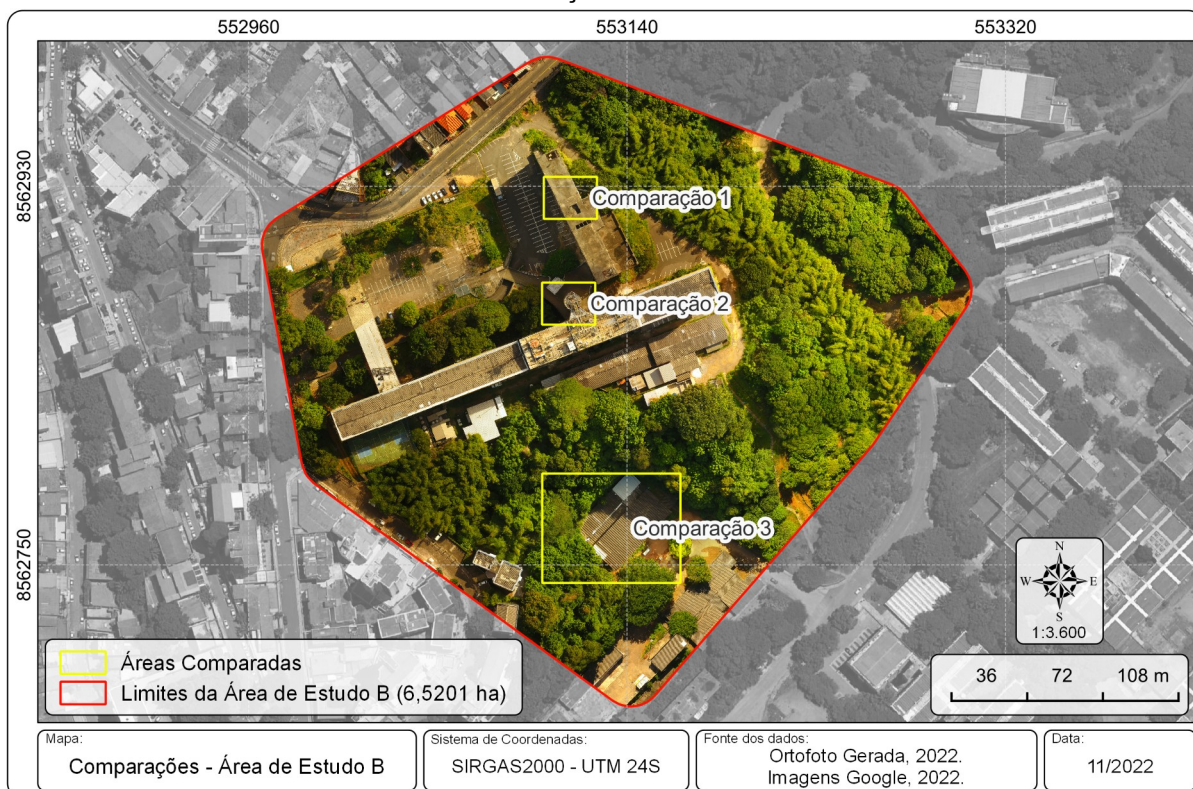 552960
553140
553320
8562930
8562750
Comparação 1
Comparação 2
Comparação 3
N
W
E
S
1:3.600
Áreas Comparadas
Limites da Área de Estudo B (6,5201 ha)
36 72 108 m
Mapa:
Comparações - Área de Estudo B
Sistema de Coordenadas:
SIRGAS2000 - UTM 24S
Fonte dos dados:
Ortofoto Gerada, 2022.
Imagens Google, 2022.
Data:
11/2022